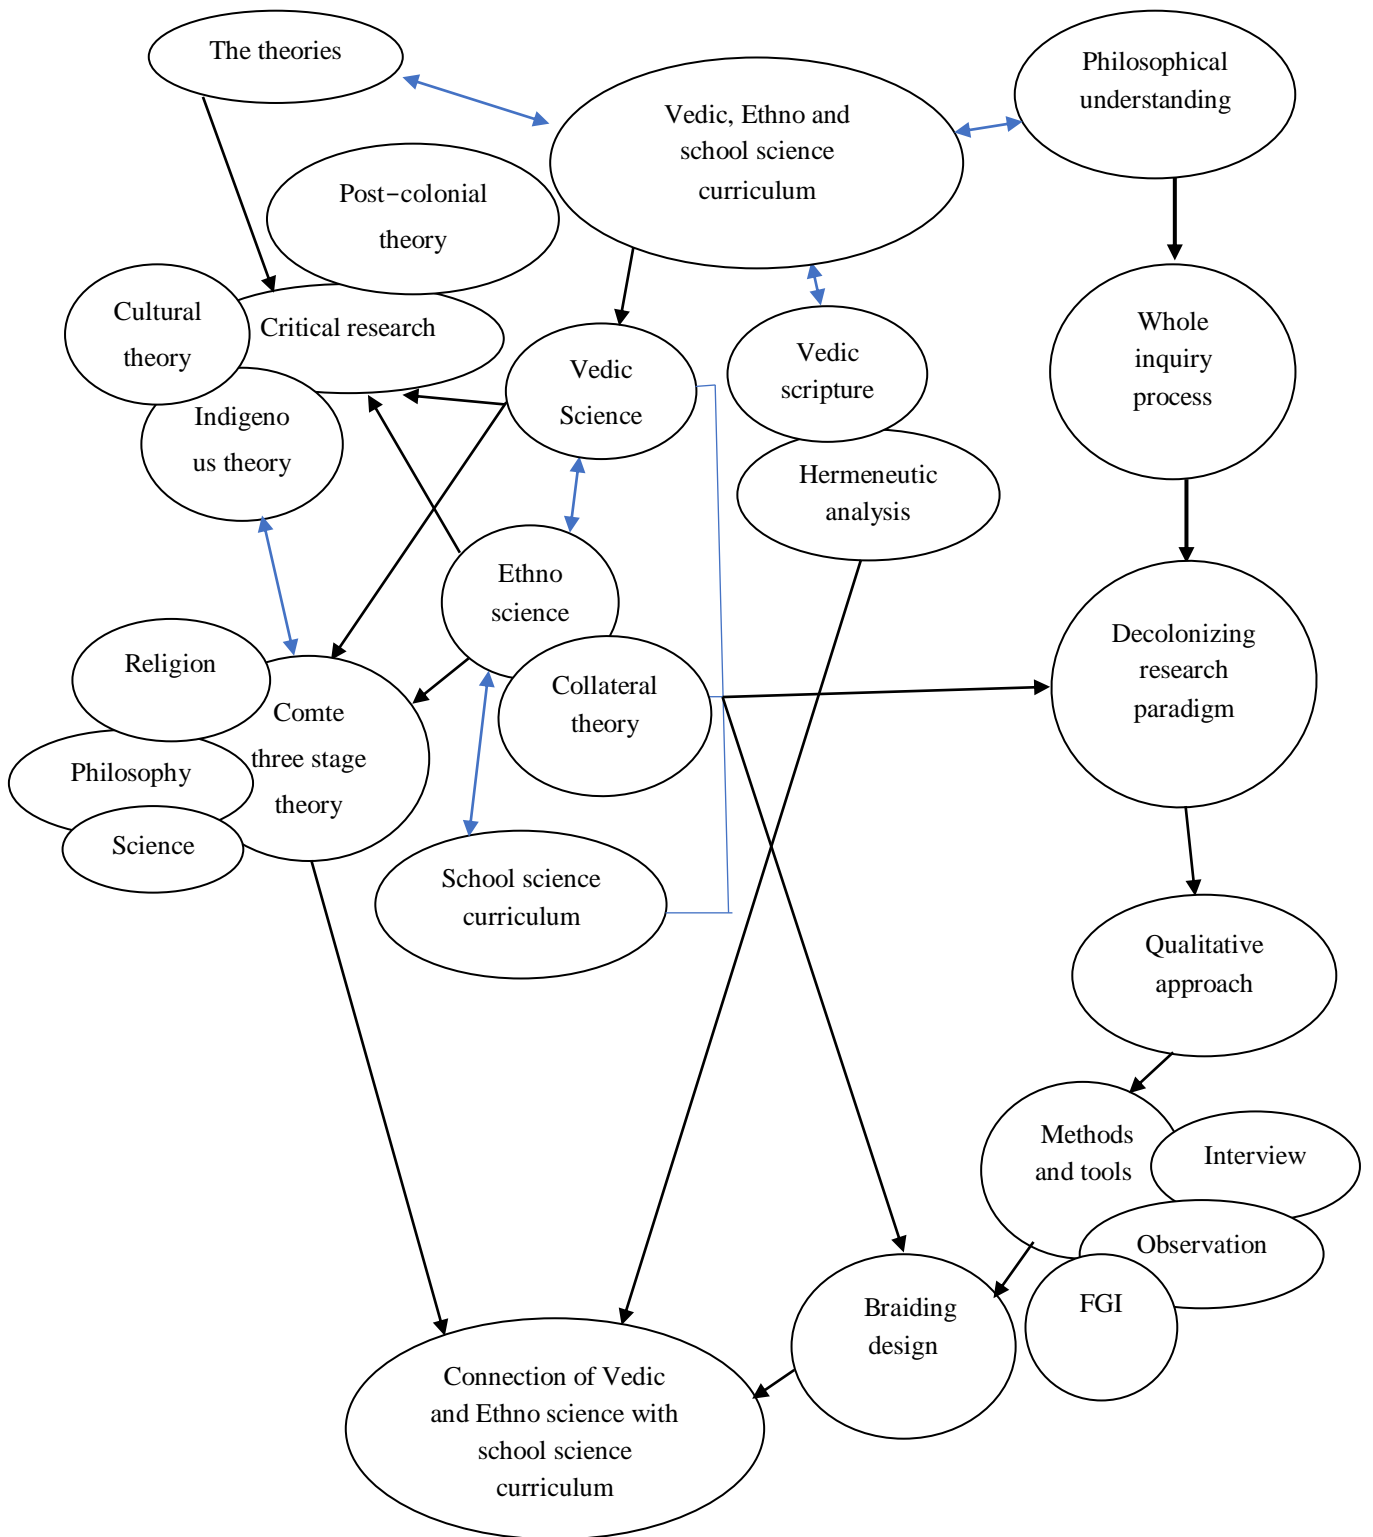 The theories
Philosophical
understanding
Vedic, Ethno and
school science
curriculum
Post-colonial
theory
Cultural
theory
Critical research
Indigeno
us theory
Vedic
Science
Vedic
scripture
Hermeneutic
analysis
Whole
inquiry
process
Ethno
science
Collateral
theory
Decolonizing
research
paradigm
Religion
Philosophy
Science
Comte
three stage
theory
School science
curriculum
Qualitative
approach
Methods
and tools
Interview
Observation
FGI
Braiding
design
Connection of Vedic
and Ethno science with
school science
curriculum